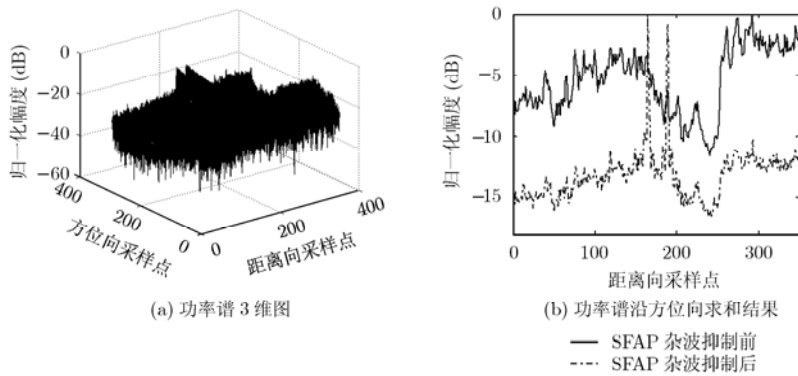 0
−20
−40
−60
归一化幅度 (dB)
400
200
0
方位向采样点
0
200
400
距离向采样点
(a) 功率谱 3 维图
0
−5
−10
−15
归一化幅度 (dB)
0 100 200 300
距离向采样点
(b) 功率谱沿方位向求和结果
SFAP 杂波抑制前
SFAP 杂波抑制后